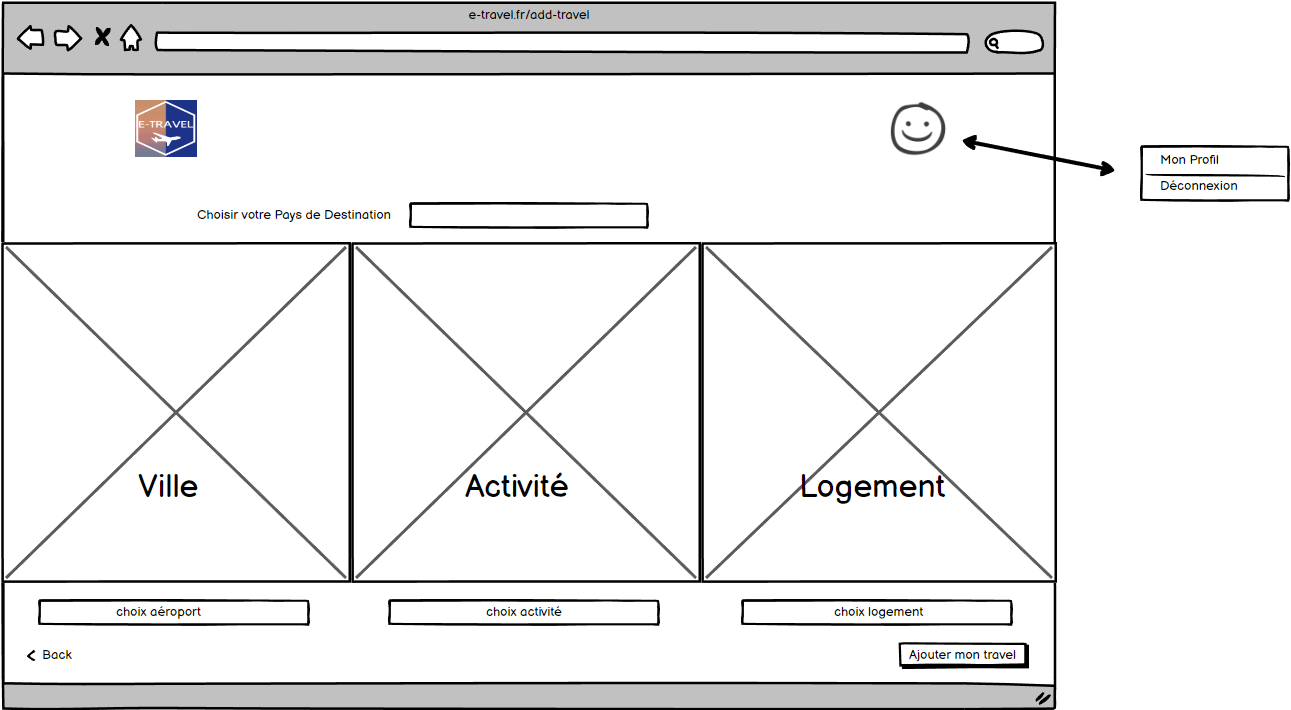 e-travel.fr/add-travel
E-TRAVEL
Mon Profil
Déconnexion
Choisir votre Pays de Destination
Ville
Activité
Logement
choix aéroport
choix activité
choix logement
Back
Ajouter mon travel